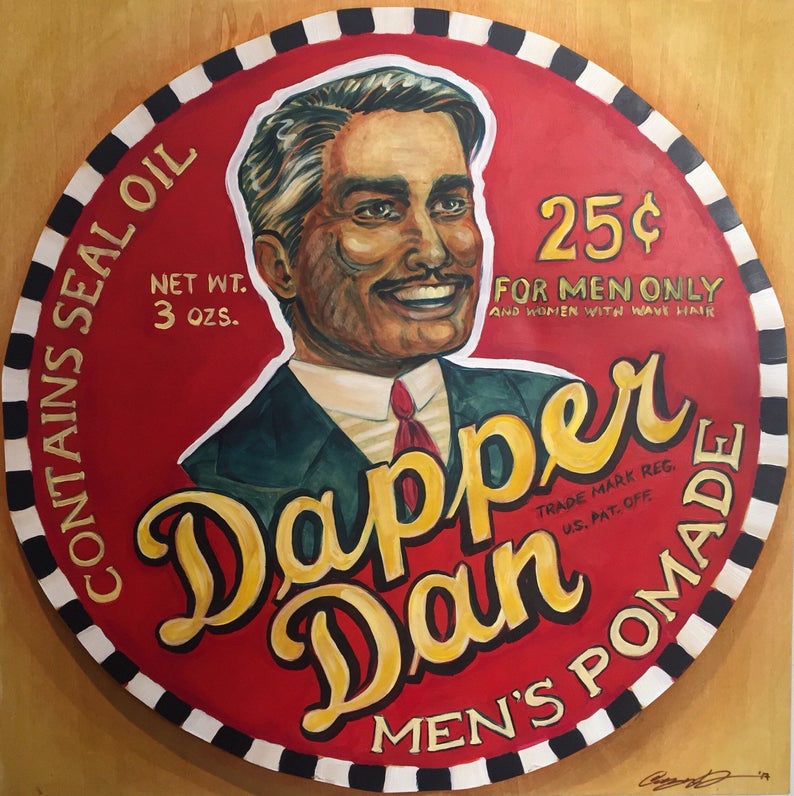 CONTAINS SEAL OIL
NET WT.
3 OZS.
25¢
FOR MEN ONLY
AND WOMEN WITH WAVY HAIR
Dapper
Dan
TRADE MARK REG.
U.S. PAT. OFF.
MEN'S POMADE
'17